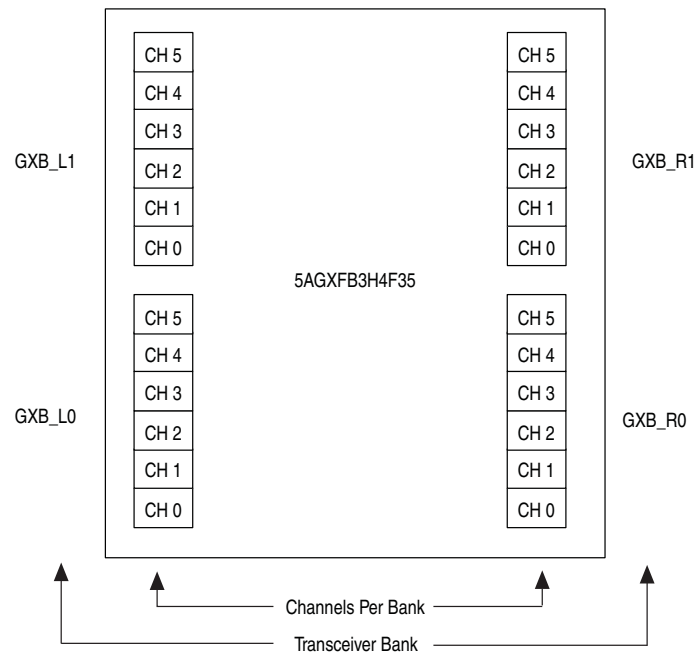 CH 5 CH 5
CH 4 CH 4
CH 3 CH 3
GXB_L1 CH 2 CH 2 GXB_R1
CH 1 CH 1
CH 0 CH 0
5AGXFB3H4F35
CH 5 CH 5
CH 4 CH 4
CH 3 CH 3
GXB_L0 CH 2 CH 2 GXB_R0
CH 1 CH 1
CH 0 CH 0
Channels Per Bank
Transceiver Bank